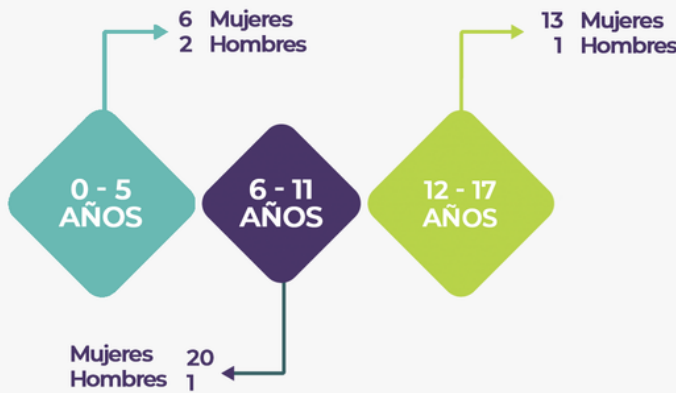 6 Mujeres
2 Hombres
13 Mujeres
1 Hombres
0 - 5
AÑOS
6 - 11
AÑOS
12 - 17
AÑOS
Mujeres 20
Hombres 1